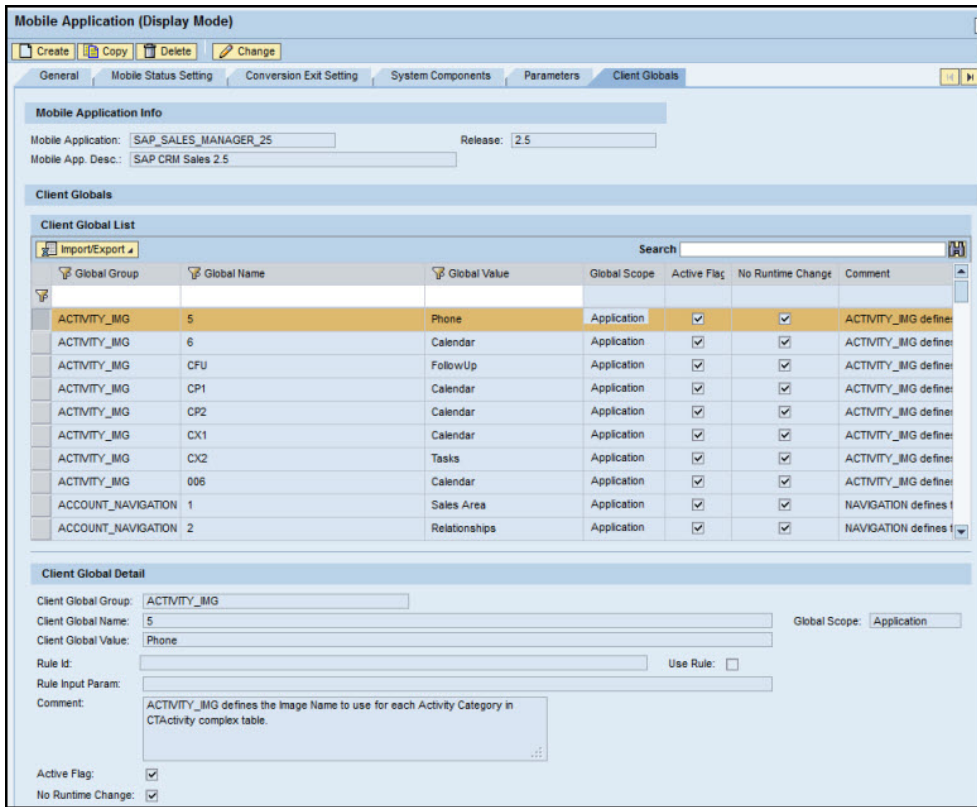 Mobile Application (Display Mode)
Create Copy Delete Change
General Mobile Status Setting Conversion Exit Setting System Components Parameters Client Globals
Mobile Application Info
Mobile Application: SAP_SALES_MANAGER_25 Release: 2.5
Mobile App. Desc.: SAP CRM Sales 2.5
Client Globals
Client Global List
Import/Export Search
Global Group Global Name Global Value Global Scope Active Flag No Runtime Change Comment
ACTIVITY_IMG 5 Phone Application ACTIVITY_IMG defines
ACTIVITY_IMG 6 Calendar Application ACTIVITY_IMG defines
ACTIVITY_IMG CFU FollowUp Application ACTIVITY_IMG defines
ACTIVITY_IMG CP1 Calendar Application ACTIVITY_IMG defines
ACTIVITY_IMG CP2 Calendar Application ACTIVITY_IMG defines
ACTIVITY_IMG CX1 Calendar Application ACTIVITY_IMG defines
ACTIVITY_IMG CX2 Tasks Application ACTIVITY_IMG defines
ACTIVITY_IMG 006 Calendar Application ACTIVITY_IMG defines
ACCOUNT_NAVIGATION 1 Sales Area Application NAVIGATION defines t
ACCOUNT_NAVIGATION 2 Relationships Application NAVIGATION defines t
Client Global Detail
Client Global Group: ACTIVITY_IMG
Client Global Name: 5 Global Scope: Application
Client Global Value: Phone
Rule Id: Use Rule:
Rule Input Param:
Comment: ACTIVITY_IMG defines the Image Name to use for each Activity Category in
CTActivity complex table.
Active Flag:
No Runtime Change: